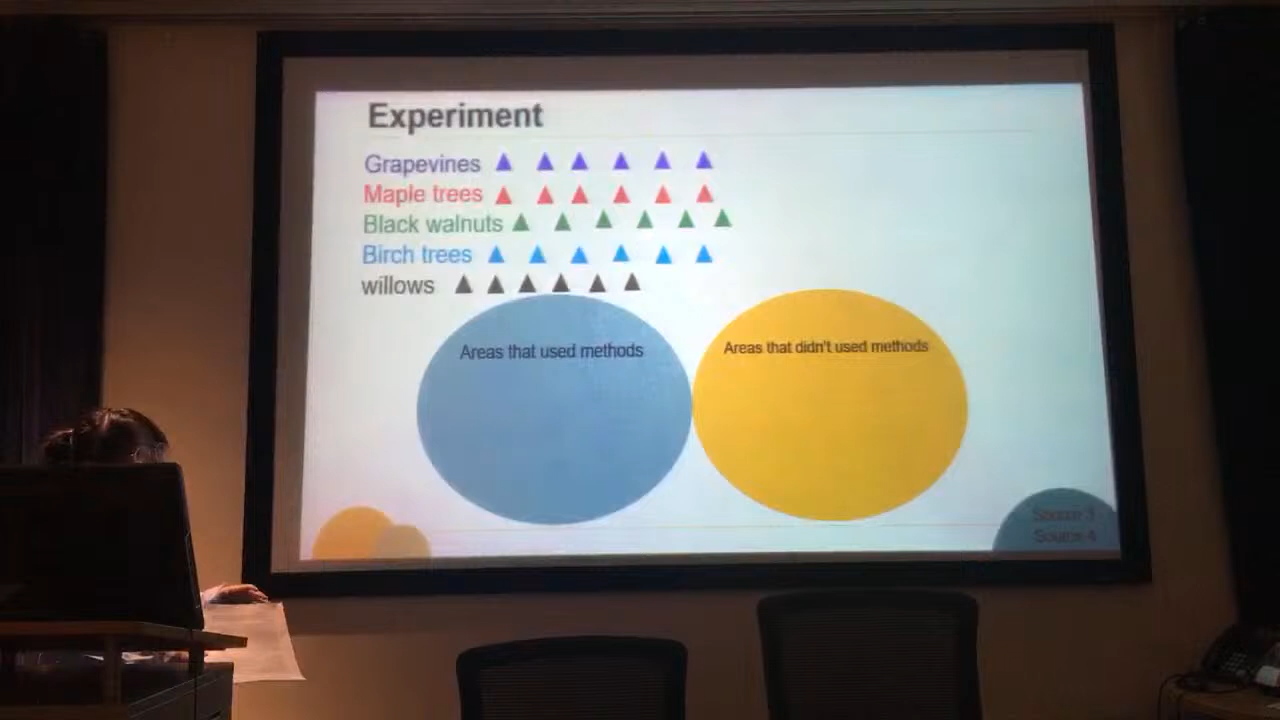 Experiment
Grapevines
Maple trees
Black walnuts
Birch trees
willows
Areas that used methods
Areas that didn't used methods
Source 3
Source 4